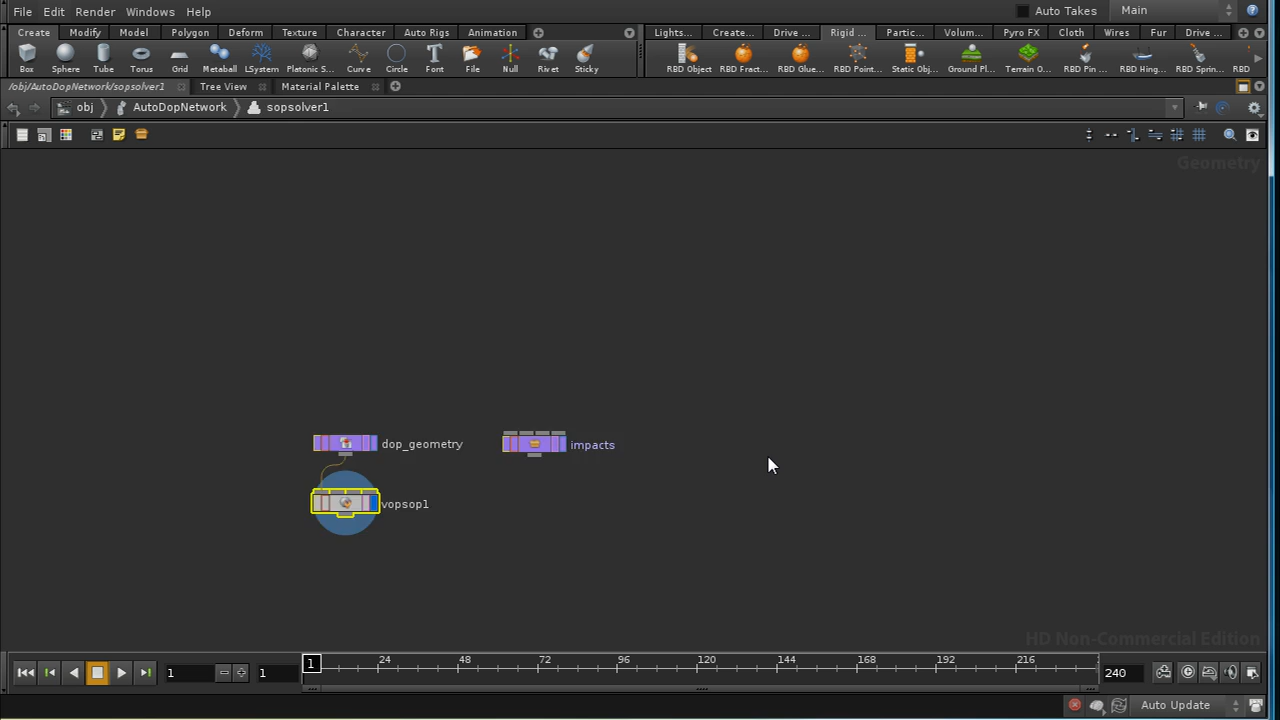 File Edit Render Windows Help
Auto Takes Main
Create Modify Model Polygon Deform Texture Character Auto Rigs Animation
Lights... Create... Drive ... Rigid ... Partic... Volum... Pyro FX Cloth Wires Fur Drive ...
Box Sphere Tube Torus Grid Metaball LSystem Platonic S... Curve Circle Font File Null Rivet Sticky
RBD Object RBD Fract... RBD Glue... RBD Point... Static Obj... Ground Pl... Terrain O... RBD Pin ... RBD Hing... RBD Sprin... RBD
/obj/AutoDopNetwork/sopsolver1 Tree View Material Palette
obj AutoDopNetwork sopsolver1
Geometry
dop_geometry impacts
vopsop1
HD Non-Commercial Edition
1 1 1 24 48 72 96 120 144 168 192 216 240
Auto Update